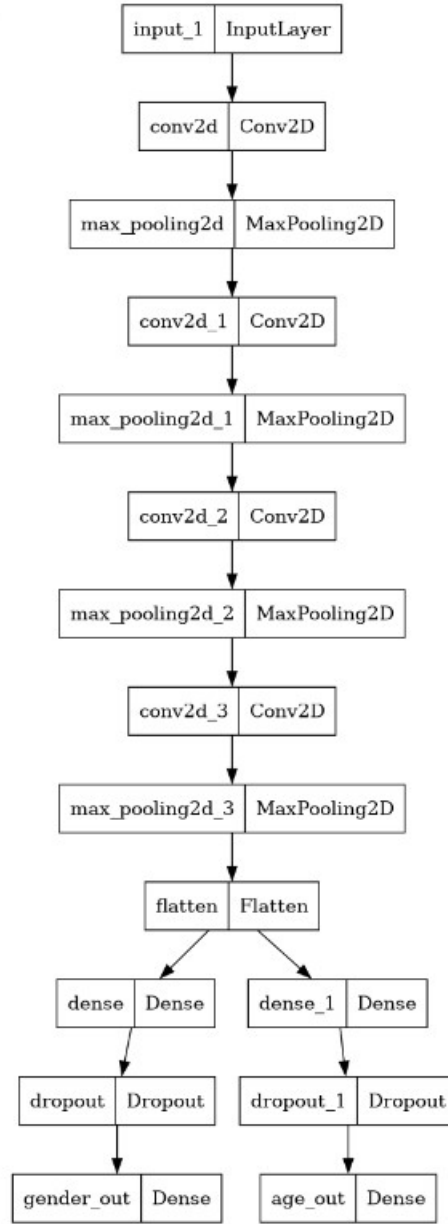 input_1 InputLayer
conv2d Conv2D
max_pooling2d MaxPooling2D
conv2d_1 Conv2D
max_pooling2d_1 MaxPooling2D
conv2d_2 Conv2D
max_pooling2d_2 MaxPooling2D
conv2d_3 Conv2D
max_pooling2d_3 MaxPooling2D
flatten Flatten
dense Dense dense_1 Dense
dropout Dropout dropout_1 Dropout
gender_out Dense age_out Dense